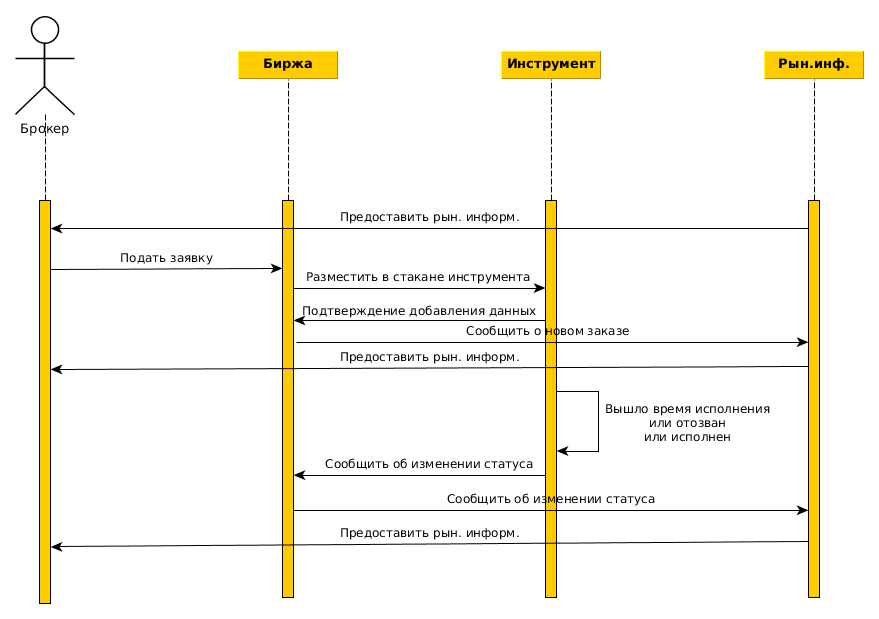 Биржа
Инструмент
Рын.инф.
Брокер
Предоставить рын. информ.
Подать заявку
Разместить в стакане инструмента
Подтверждение добавления данных
Сообщить о новом заказе
Предоставить рын. информ.
Вышло время исполнения
или отозван
или исполнен
Сообщить об изменении статуса
Сообщить об изменении статуса
Предоставить рын. информ.